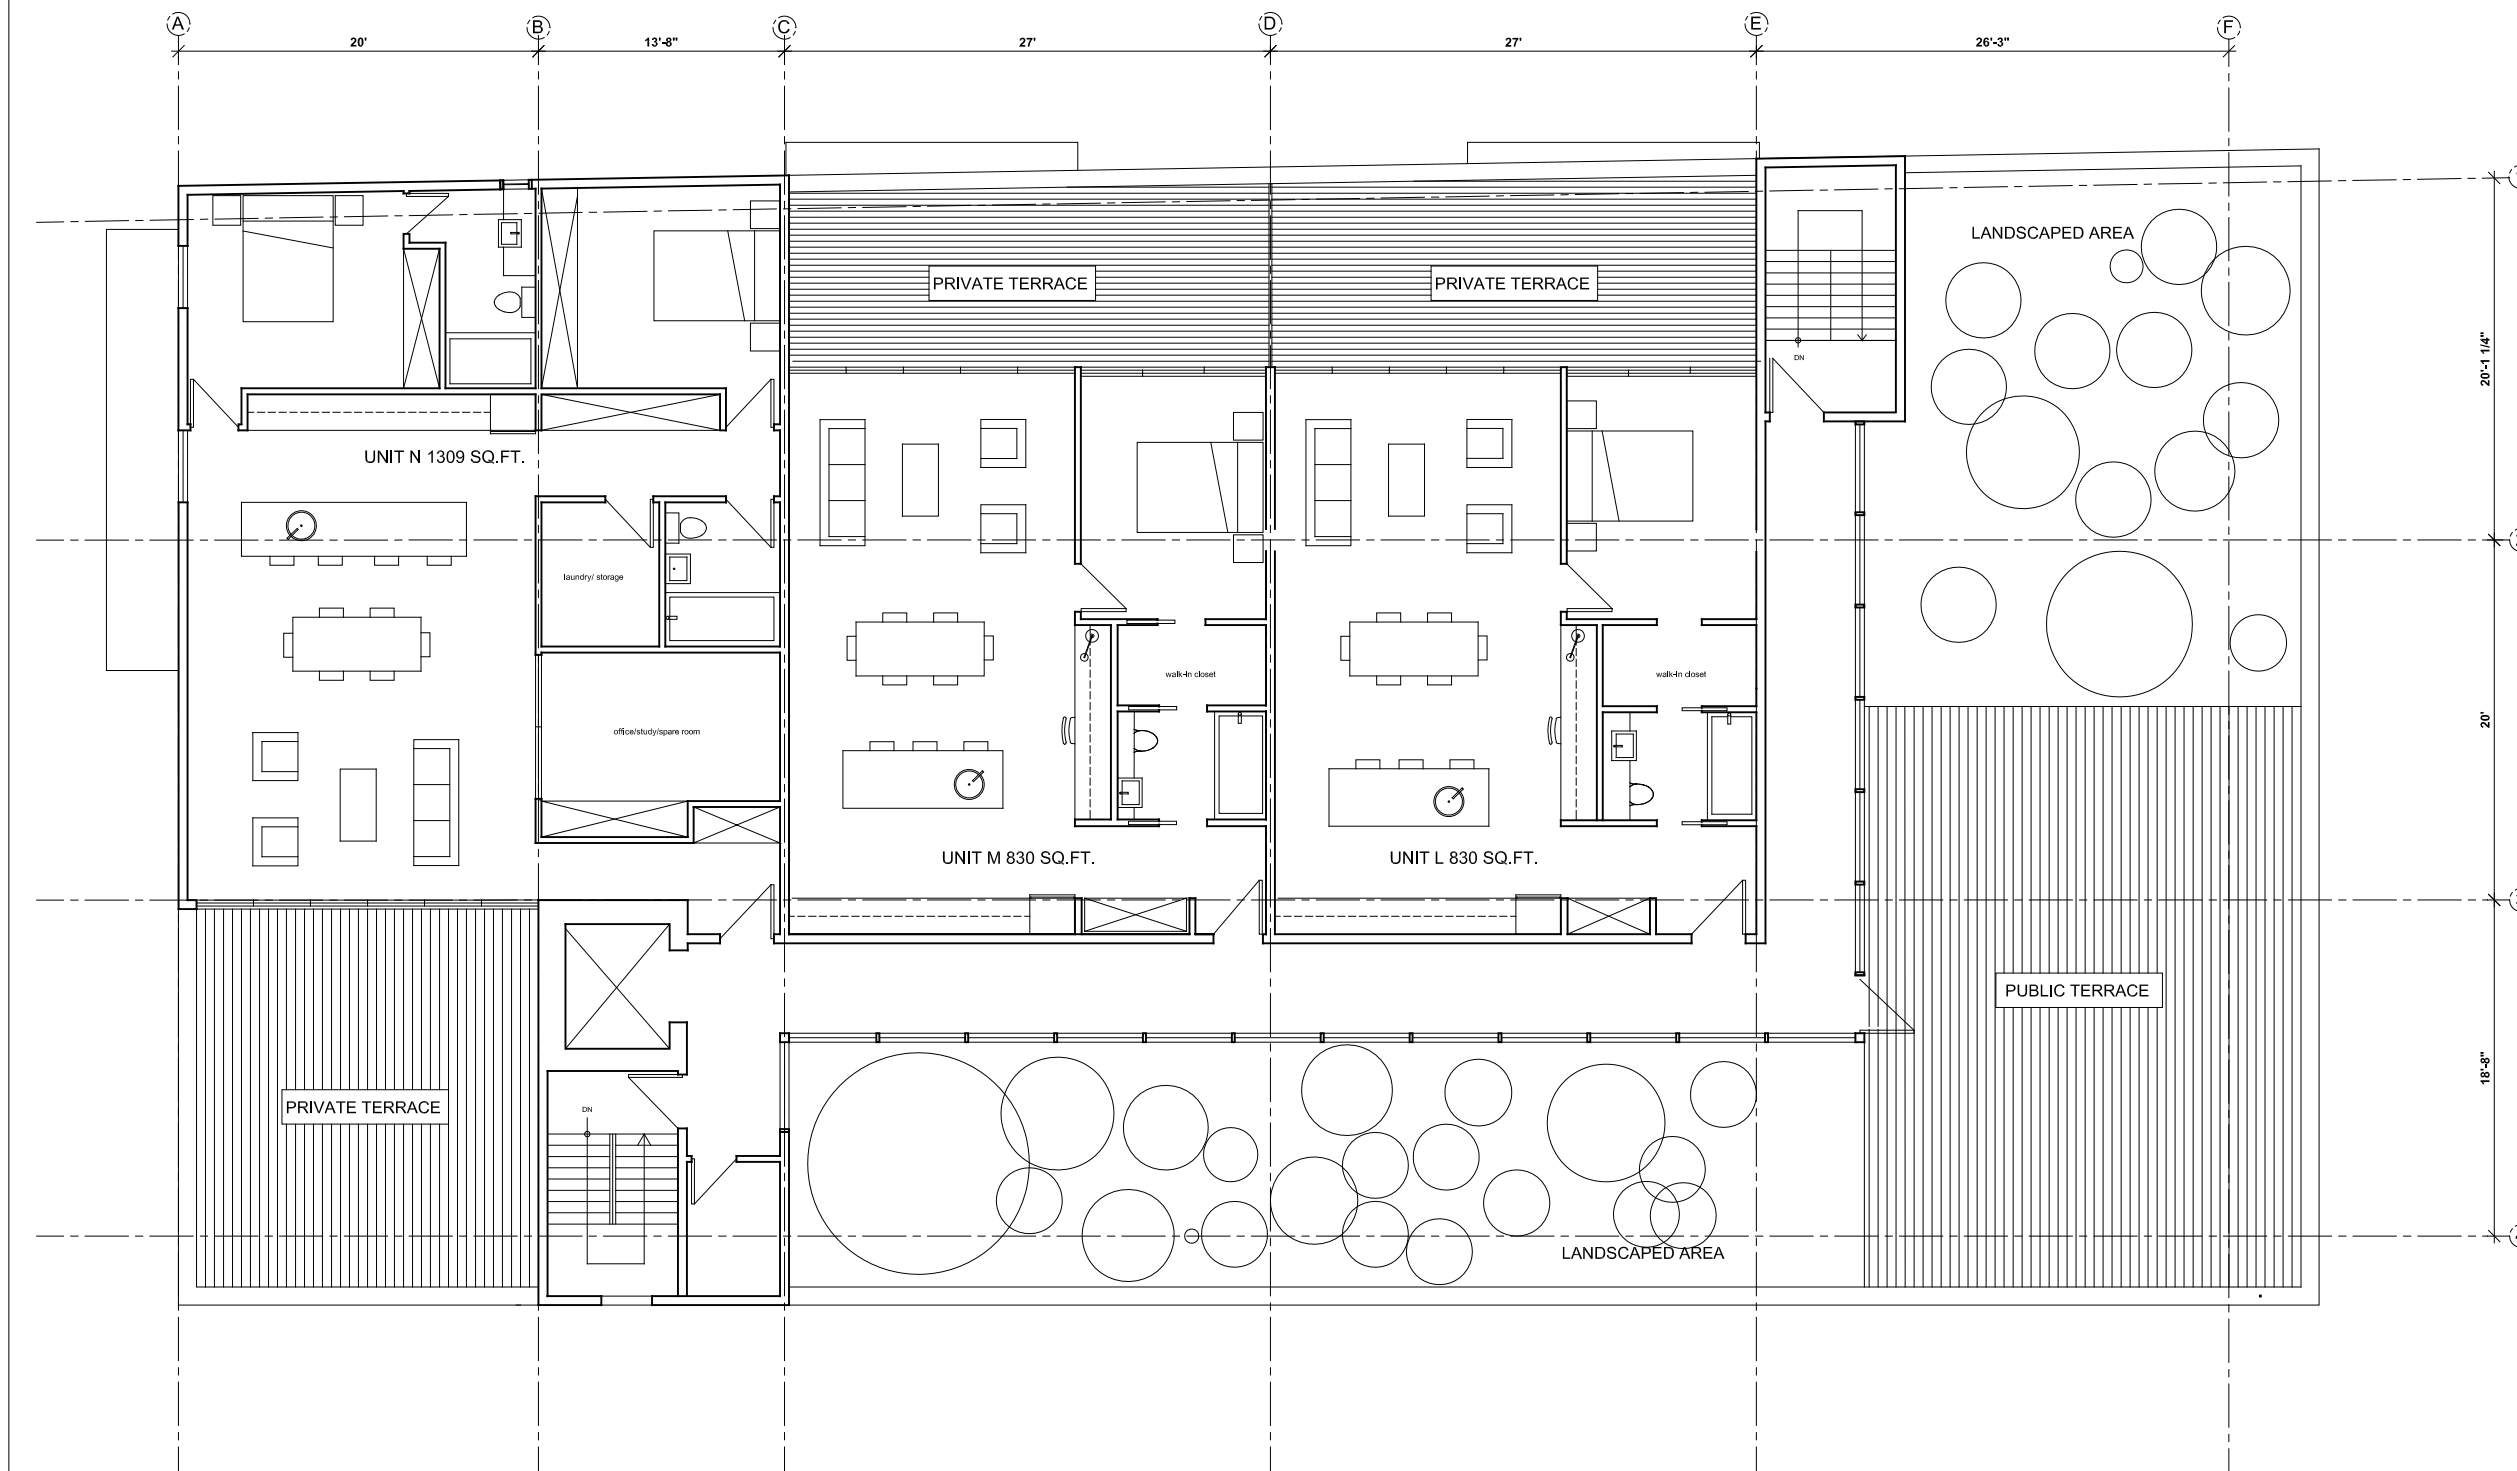 A
B
C
D
E
F
20'
13'-8"
27'
27'
26'-3"
LANDSCAPED AREA
PRIVATE TERRACE
PRIVATE TERRACE
DN
20'-1 1/4"
UNIT N 1309 SQ.FT.
laundry/ storage
walk-in closet
walk-in closet
office/study/spare room
20'
UNIT M 830 SQ.FT.
UNIT L 830 SQ.FT.
PUBLIC TERRACE
18'-8"
PRIVATE TERRACE
DN
LANDSCAPED AREA